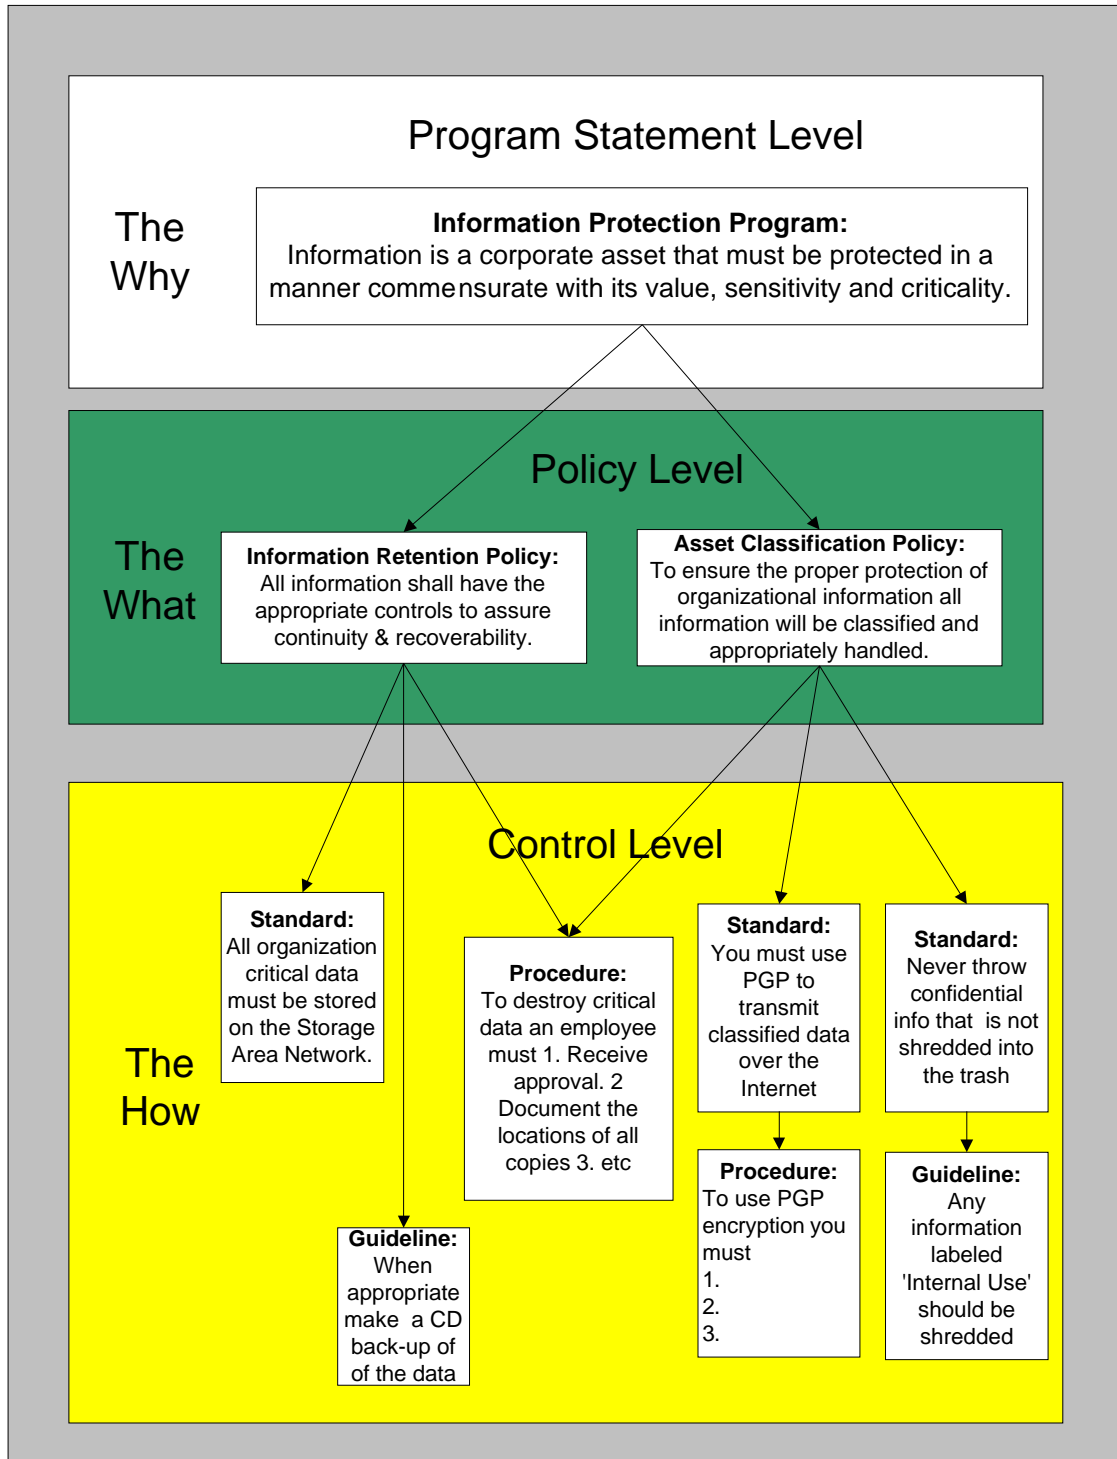 Program Statement Level
The
Why
Information Protection Program:
Information is a corporate asset that must be protected in a
manner commensurate with its value, sensitivity and criticality.
Policy Level
The
What
Information Retention Policy:
All information shall have the
appropriate controls to assure
continuity & recoverability.
Asset Classification Policy:
To ensure the proper protection of
organizational information all
information will be classified and
appropriately handled.
Control Level
The
How
Standard:
All organization
critical data
must be stored
on the Storage
Area Network.
Guideline:
When
appropriate
make a CD
back-up of
of the data
Procedure:
To destroy critical
data an employee
must 1. Receive
approval. 2
Document the
locations of all
copies 3. etc
Standard:
You must use
PGP to
transmit
classified data
over the
Internet
Procedure:
To use PGP
encryption you
must
1.
2.
3.
Standard:
Never throw
confidential
info that is not
shredded into
the trash
Guideline:
Any
information
labeled
'Internal Use'
should be
shredded